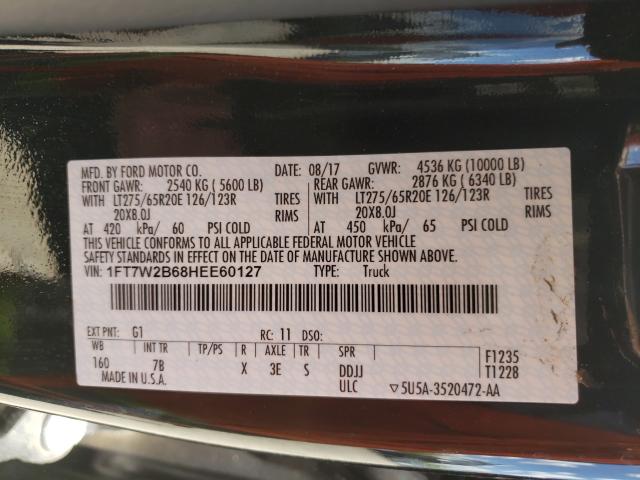 MFD. BY FORD MOTOR CO. DATE: 08/17 GVWR: 4536 KG (10000 LB)
FRONT GAWR: 2540 KG ( 5600 LB) REAR GAWR: 2876 KG ( 6340 LB)
WITH LT275/65R20E 126/123R TIRES WITH LT275/65R20E 126/123R TIRES
20X8.0J RIMS 20X8.0J RIMS
AT 420 kPa/ 60 PSI COLD AT 450 kPa/ 65 PSI COLD
THIS VEHICLE CONFORMS TO ALL APPLICABLE FEDERAL MOTOR VEHICLE
SAFETY STANDARDS IN EFFECT ON THE DATE OF MANUFACTURE SHOWN ABOVE.
VIN: 1FT7W2B68HEE60127 TYPE: Truck
EXT PNT: G1 RC: 11 DSO:
WB INT TR TP/PS R AXLE TR SPR F1235
160 7B X 3E S DDJJ T1228
MADE IN U.S.A. ULC ▽5U5A-3520472-AA